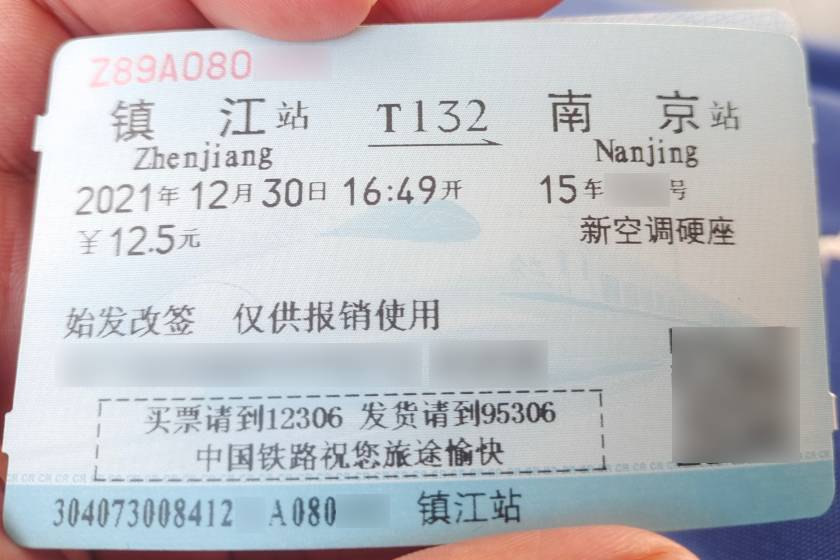 Z89A080
镇江站 T132 南京站
Zhenjiang Nanjing
2021年12月30日 16:49开 15车 号
￥12.5元 新空调硬座
始发改签 仅供报销使用
买票请到12306 发货请到95306
中国铁路祝您旅途愉快
304073008412 A080 镇江站